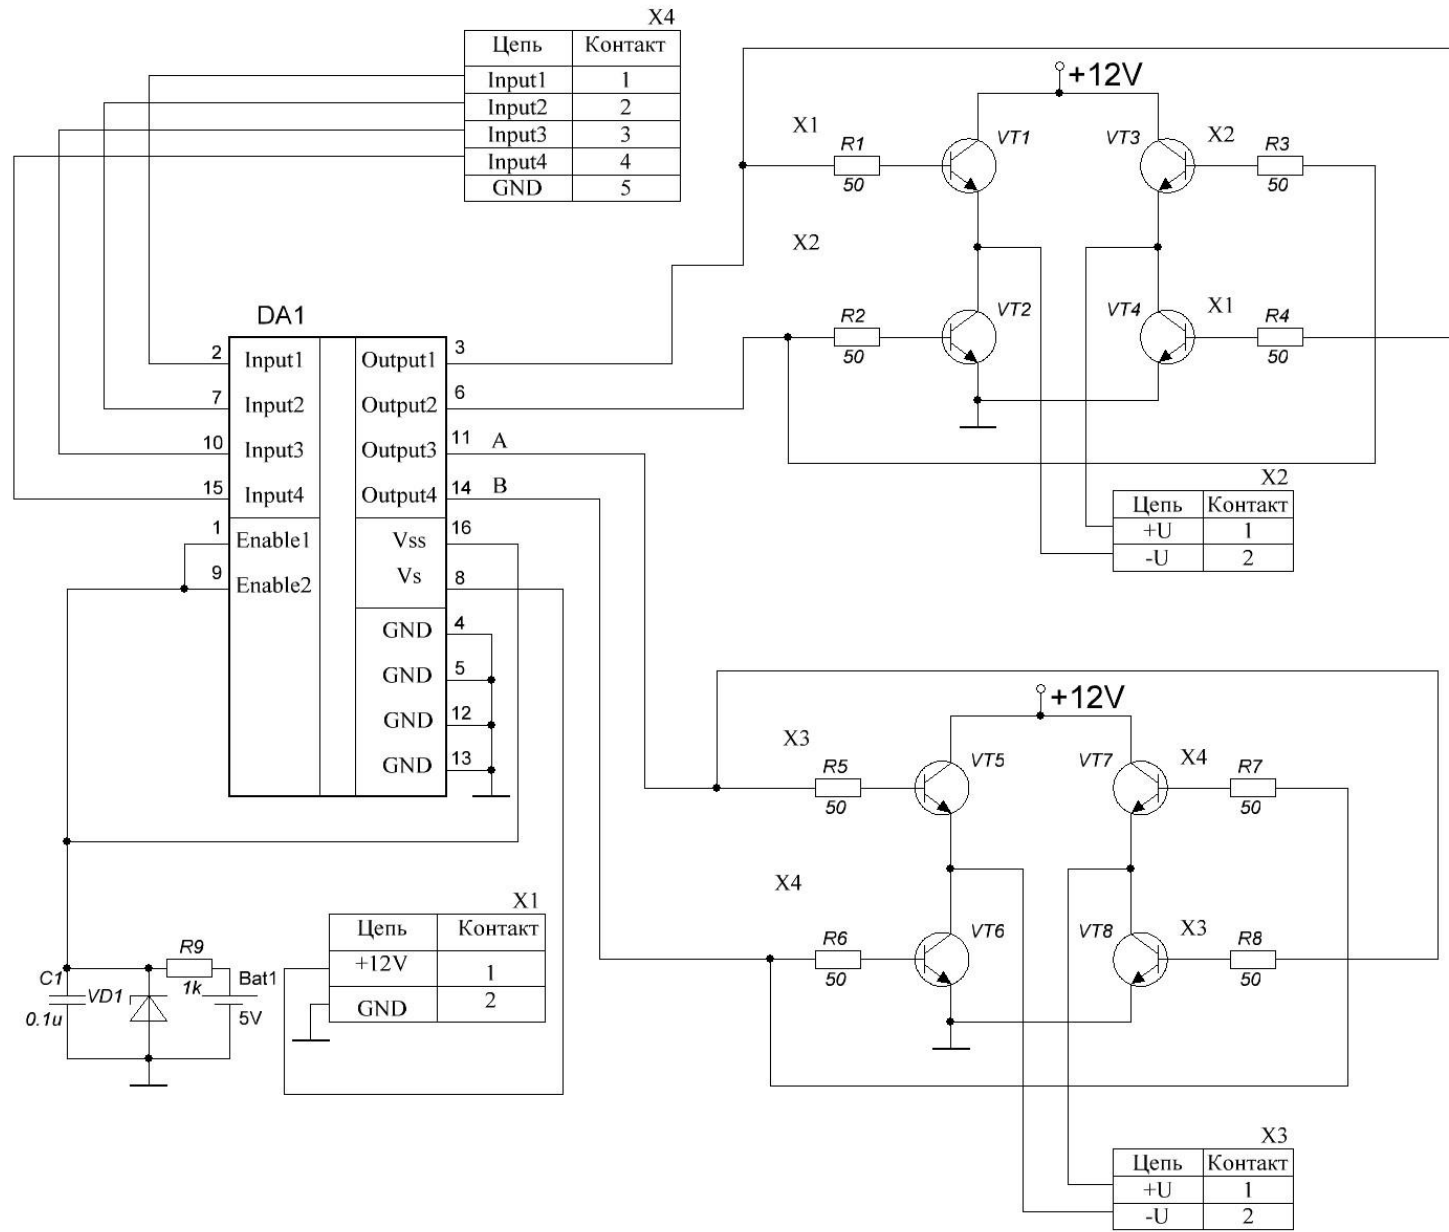 X4
Цепь Контакт
Input1 1
Input2 2
Input3 3
Input4 4
GND 5
+12V
X1 R1 50 VT1
VT3 X2 R3 50
X2 R2 50 VT2
VT4 X1 R4 50
X2
Цепь Контакт
+U 1
-U 2
DA1
2 Input1 Output1 3
7 Input2 Output2 6
10 Input3 Output3 11 A
15 Input4 Output4 14 B
1 Enable1 Vss 16
9 Enable2 Vs 8
GND 4
GND 5
GND 12
GND 13
+12V
X3 R5 50 VT5
VT7 X4 R7 50
X4 R6 50 VT6
VT8 X3 R8 50
X1
Цепь Контакт
+12V 1
GND 2
R9
1k
C1
0.1u
VD1
Bat1
5V
X3
Цепь Контакт
+U 1
-U 2